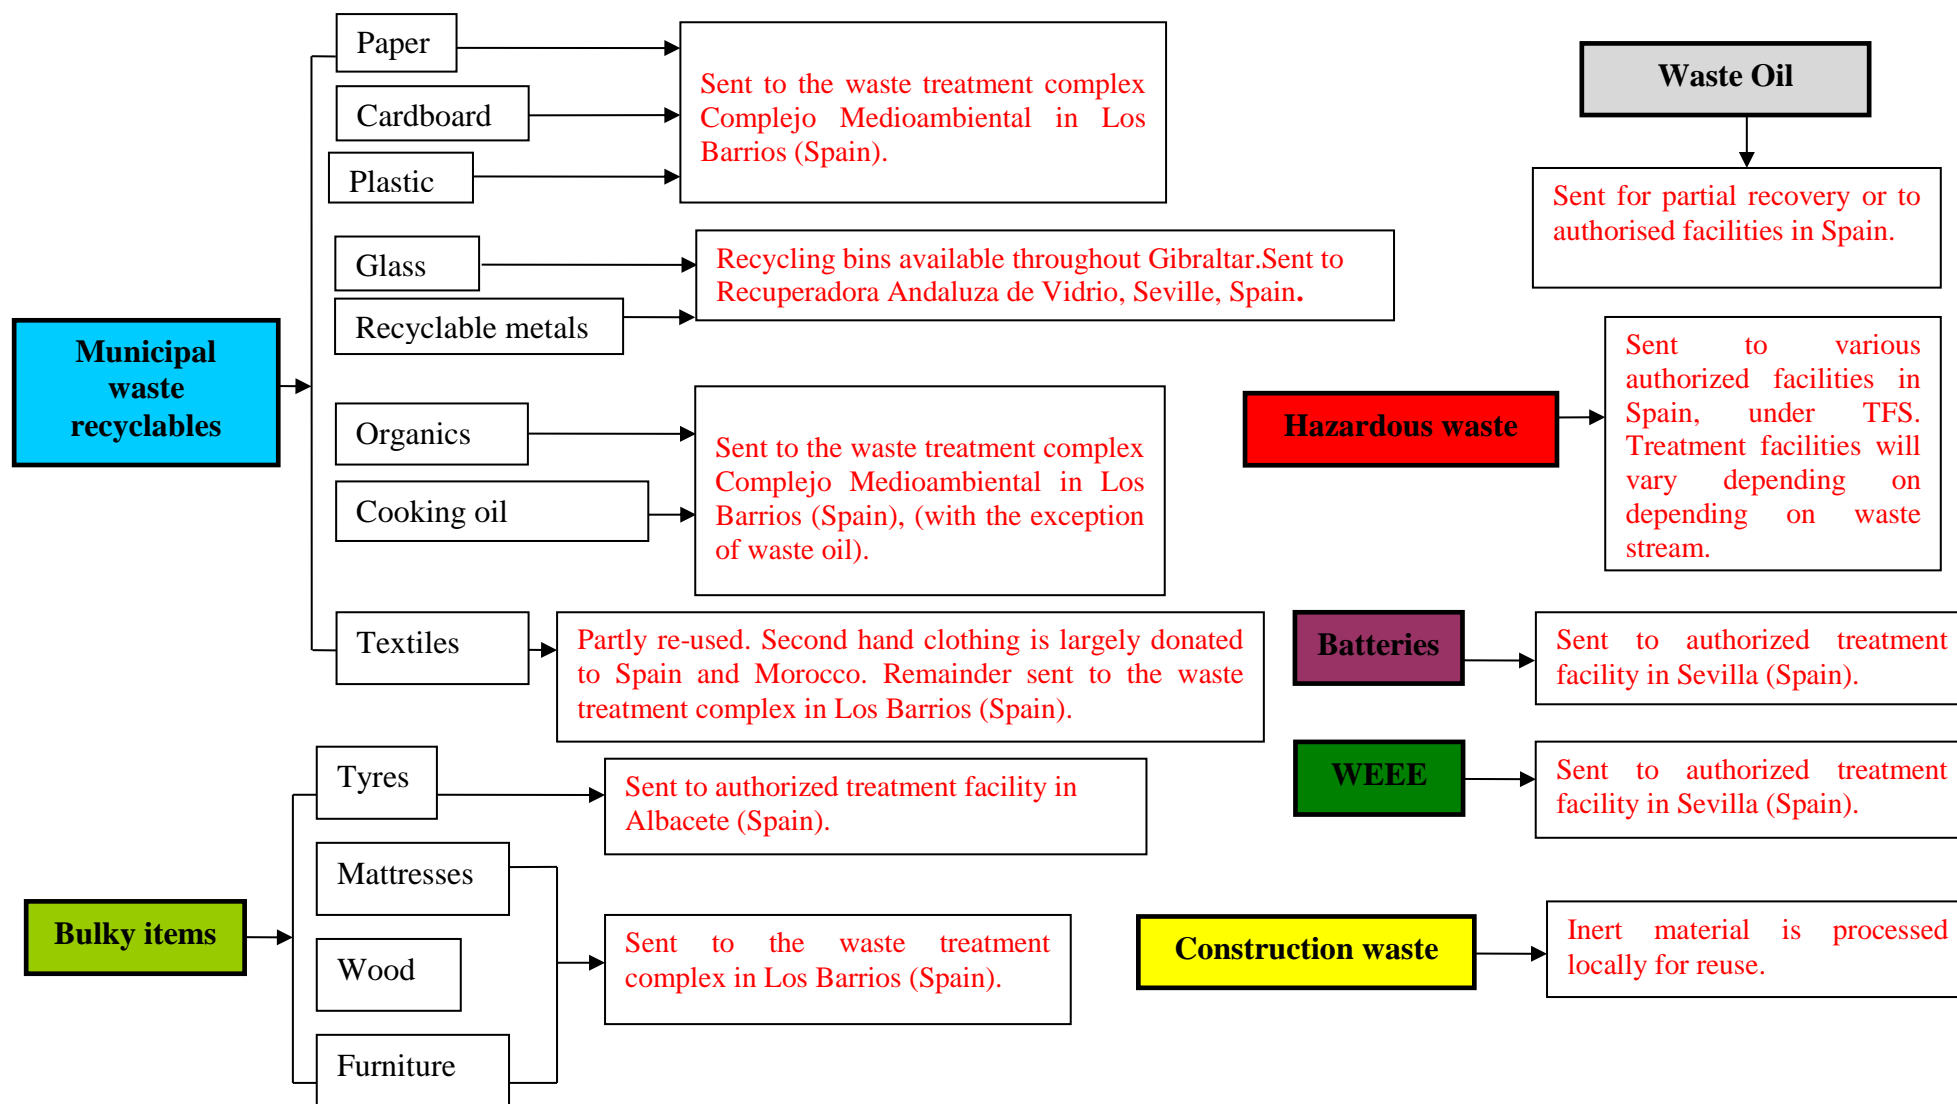 Paper
Cardboard
Plastic
Sent to the waste treatment complex
Complejo Medioambiental in Los
Barrios (Spain).
Glass
Recyclable metals
Recycling bins available throughout Gibraltar.Sent to
Recuperadora Andaluza de Vidrio, Seville, Spain.
Municipal
waste
recyclables
Organics
Cooking oil
Sent to the waste treatment complex
Complejo Medioambiental in Los
Barrios (Spain), (with the exception
of waste oil).
Textiles
Partly re-used. Second hand clothing is largely donated
to Spain and Morocco. Remainder sent to the waste
treatment complex in Los Barrios (Spain).
Bulky items
Tyres
Sent to authorized treatment facility in
Albacete (Spain).
Mattresses
Wood
Furniture
Sent to the waste treatment
complex in Los Barrios (Spain).
Waste Oil
Sent for partial recovery or to
authorised facilities in Spain.
Hazardous waste
Sent to various
authorized facilities in
Spain, under TFS.
Treatment facilities will
vary depending on
depending on waste
stream.
Batteries
Sent to authorized treatment
facility in Sevilla (Spain).
WEEE
Sent to authorized treatment
facility in Sevilla (Spain).
Construction waste
Inert material is processed
locally for reuse.